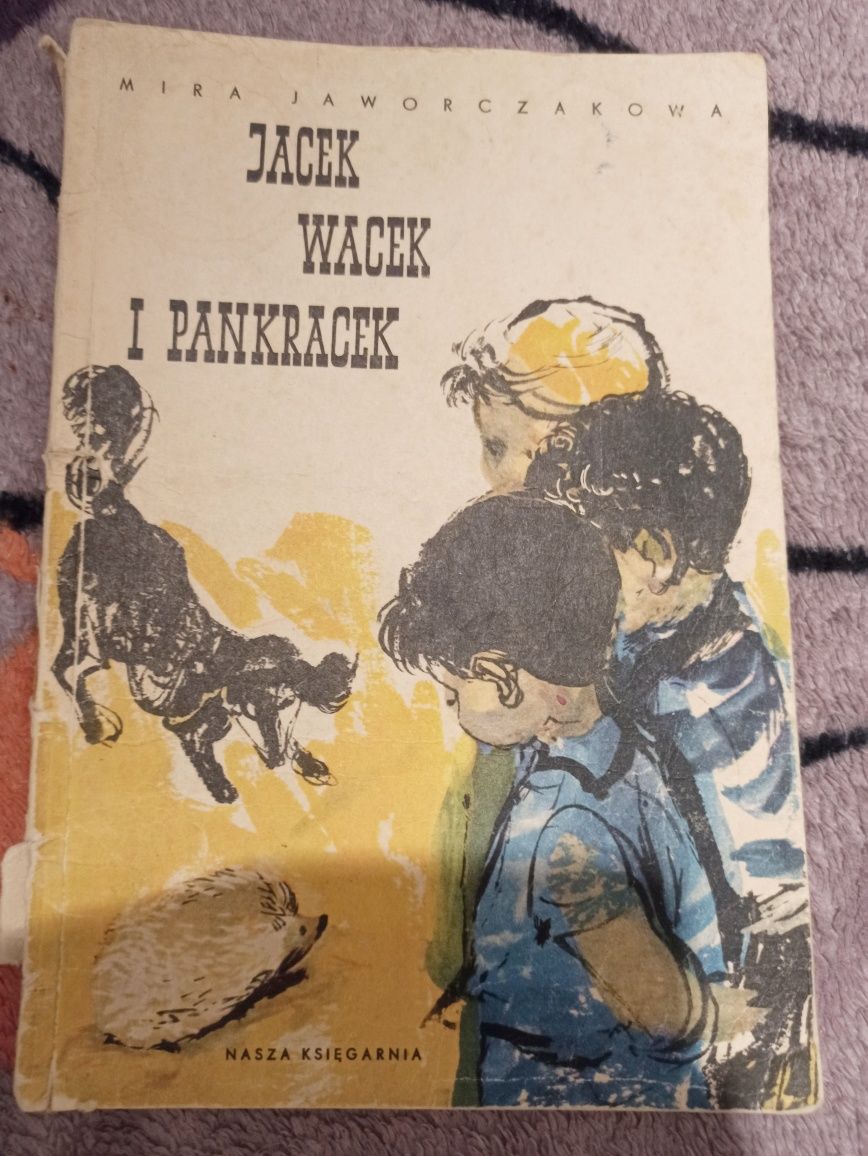 MIRA JAWORCZAKOWA
JACEK
WACEK
I PANKRACEK
NASZA KSIĘGARNIA